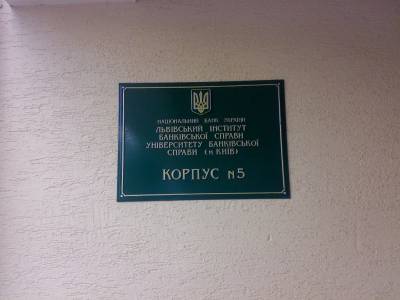 НАЦІОНАЛЬНИЙ БАНК УКРАЇНИ
ЛЬВІВСЬКИЙ ІНСТИТУТ
БАНКІВСЬКОЇ СПРАВИ
УНІВЕРСИТЕТУ БАНКІВСЬКОЇ
СПРАВИ (м КИЇВ)
КОРПУС №5